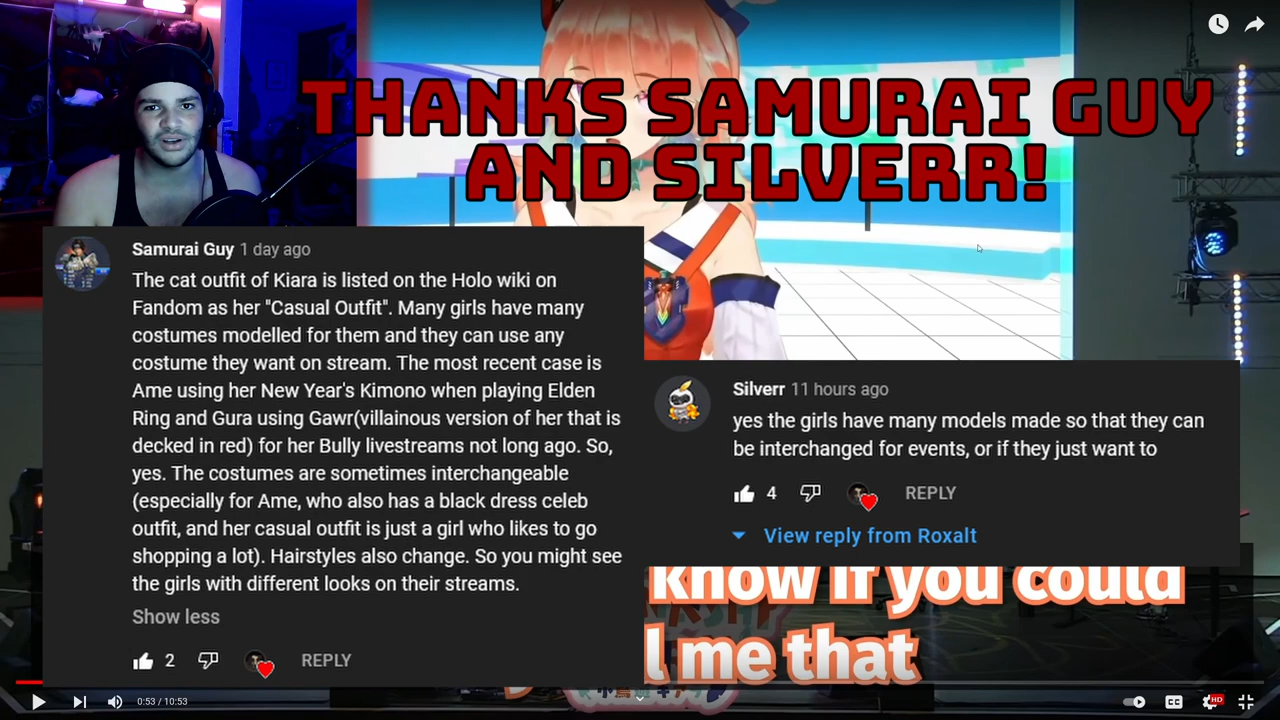 THANKS SAMURAI GUY
AND SILVERR!
Samurai Guy 1 day ago
The cat outfit of Kiara is listed on the Holo wiki on
Fandom as her "Casual Outfit". Many girls have many
costumes modelled for them and they can use any
costume they want on stream. The most recent case is
Ame using her New Year's Kimono when playing Elden
Ring and Gura using Gawr(villainous version of her that is
decked in red) for her Bully livestreams not long ago. So,
yes. The costumes are sometimes interchangeable
(especially for Ame, who also has a black dress celeb
outfit, and her casual outfit is just a girl who likes to go
shopping a lot). Hairstyles also change. So you might see
the girls with different looks on their streams.
Show less
2 REPLY
Silverr 11 hours ago
yes the girls have many models made so that they can
be interchanged for events, or if they just want to
4 REPLY
View reply from Roxalt
know if you could
me that
0:53 / 10:53
CC
HD